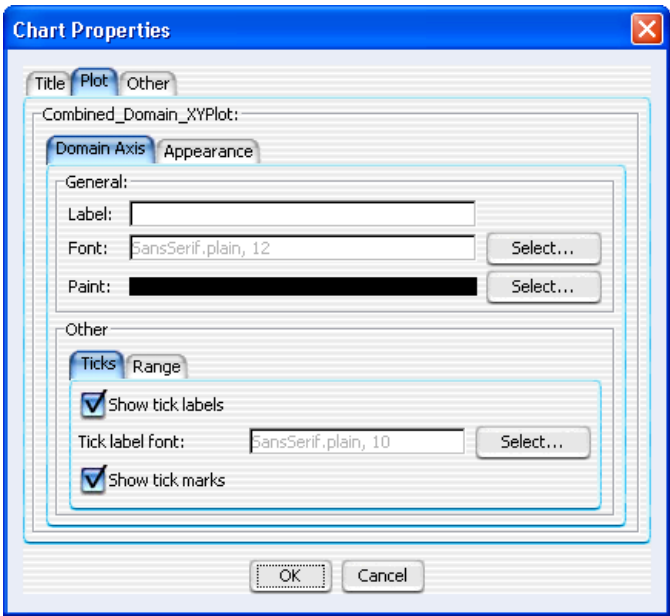 Chart Properties
Title Plot Other
Combined_Domain_XYPlot:
Domain Axis Appearance
General:
Label:
Font: SansSerif.plain, 12 Select...
Paint: Select...
Other
Ticks Range
Show tick labels
Tick label font: SansSerif.plain, 10 Select...
Show tick marks
OK Cancel